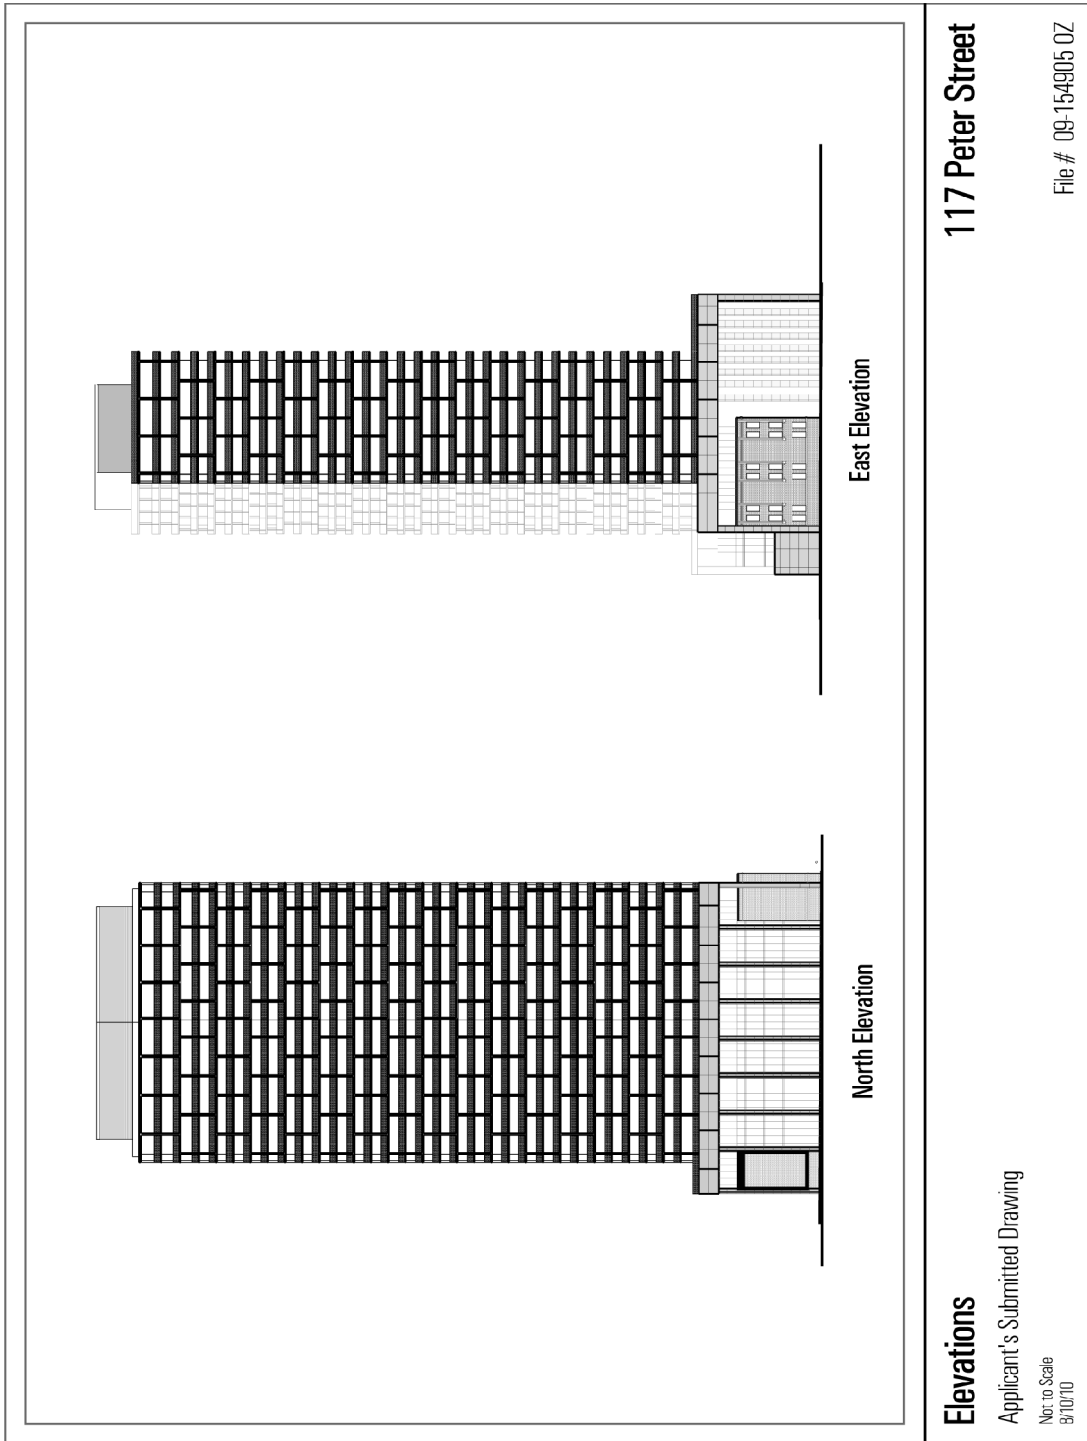 North Elevation
East Elevation
Elevations
117 Peter Street
Applicant's Submitted Drawing
Not to Scale
8/10/10
File # 09-154905 OZ